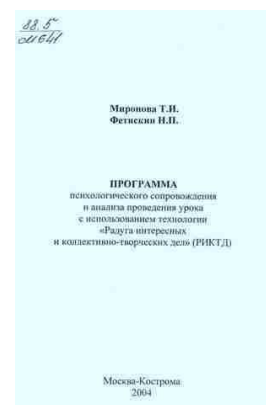 88.5
М641
Миронова Т.И.
Фетискин Н.П.
ПРОГРАММА
психологического сопровождения
и анализа проведения урока
с использованием технологии
«Радуга интересных
и коллективно-творческих дел» (РИКТД)
Москва-Кострома
2004